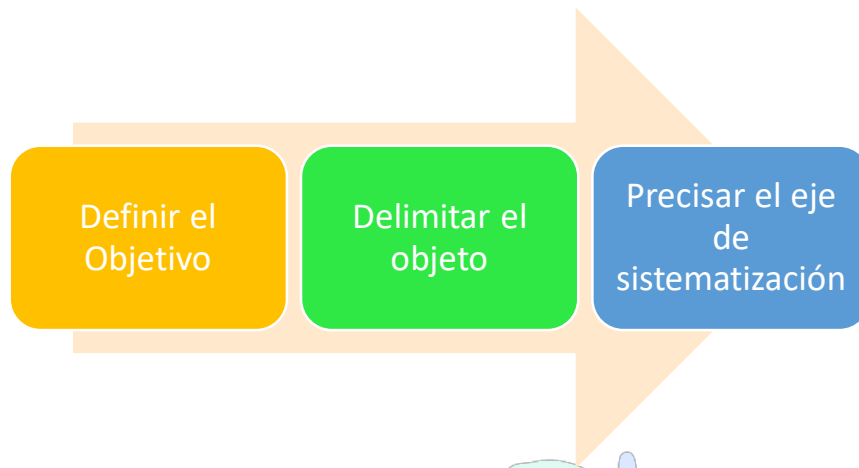 Definir el
Objetivo
Delimitar el
objeto
Precisar el eje
de
sistematización